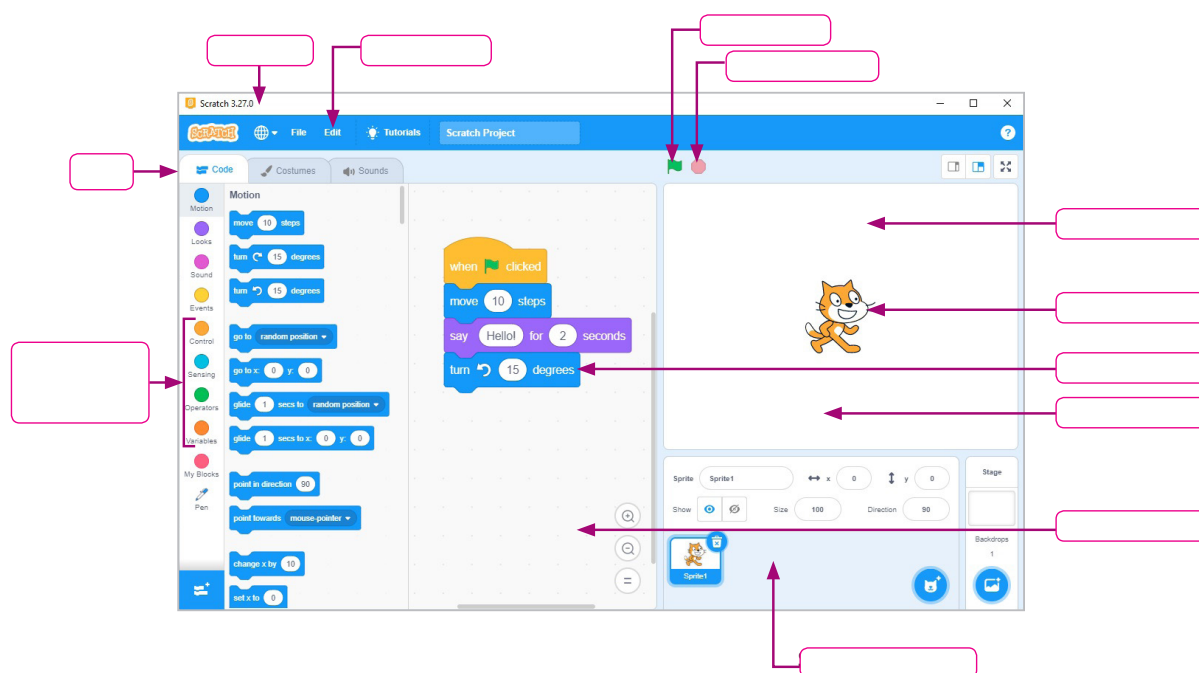 Scratch 3.27.0
SCRATCH
File
Edit
Tutorials
Scratch Project
?
Code
Costumes
Sounds
Motion
Looks
Sound
Events
Control
Sensing
Operators
Variables
My Blocks
Pen
Motion
move 10 steps
turn 15 degrees
turn 15 degrees
go to random position
go to x: 0 y: 0
glide 1 secs to random position
glide 1 secs to x: 0 y: 0
point in direction 90
point towards mouse-pointer
change x by 10
set x to 0
when clicked
move 10 steps
say Hello! for 2 seconds
turn 15 degrees
Sprite Sprite1 x 0 y 0
Show Size 100 Direction 90
Sprite1
Stage
Backdrops
1